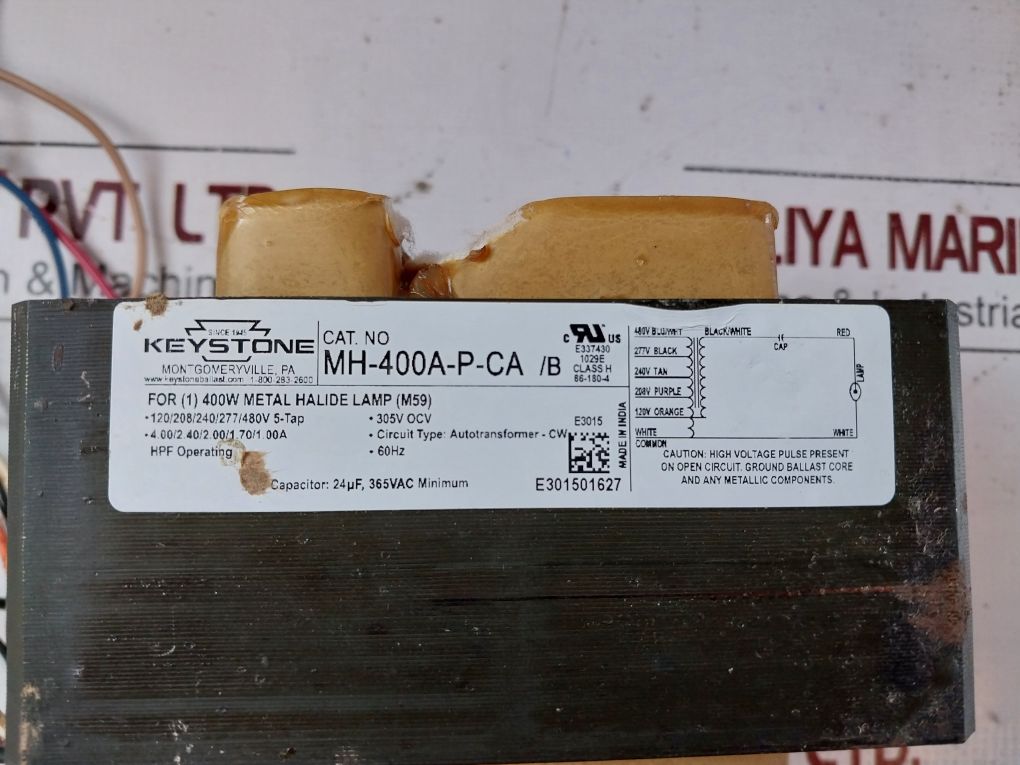 PVT LTD
LIYA MARI
& Machin
& Industria
SINCE 1945
KEYSTONE
MONTGOMERYVILLE, PA
www.keystoneballast.com 1-800-283-2600
CAT. NO
MH-400A-P-CA /B
c RU US
E337430
1029E
CLASS H
86-180-4
FOR (1) 400W METAL HALIDE LAMP (M59)
•120/208/240/277/480V 5-Tap
•4.00/2.40/2.00/1.70/1.00A
HPF Operating
• 305V OCV
• Circuit Type: Autotransformer - CW
• 60Hz
Capacitor: 24µF, 365VAC Minimum
E3015
E301501627
MADE IN INDIA
480V BLU/WHT
BLACK/WHITE
CAP
RED
277V BLACK
240V TAN
208V PURPLE
120V ORANGE
WHITE
COMMON
LAMP
WHITE
CAUTION: HIGH VOLTAGE PULSE PRESENT
ON OPEN CIRCUIT. GROUND BALLAST CORE
AND ANY METALLIC COMPONENTS.
LTD.